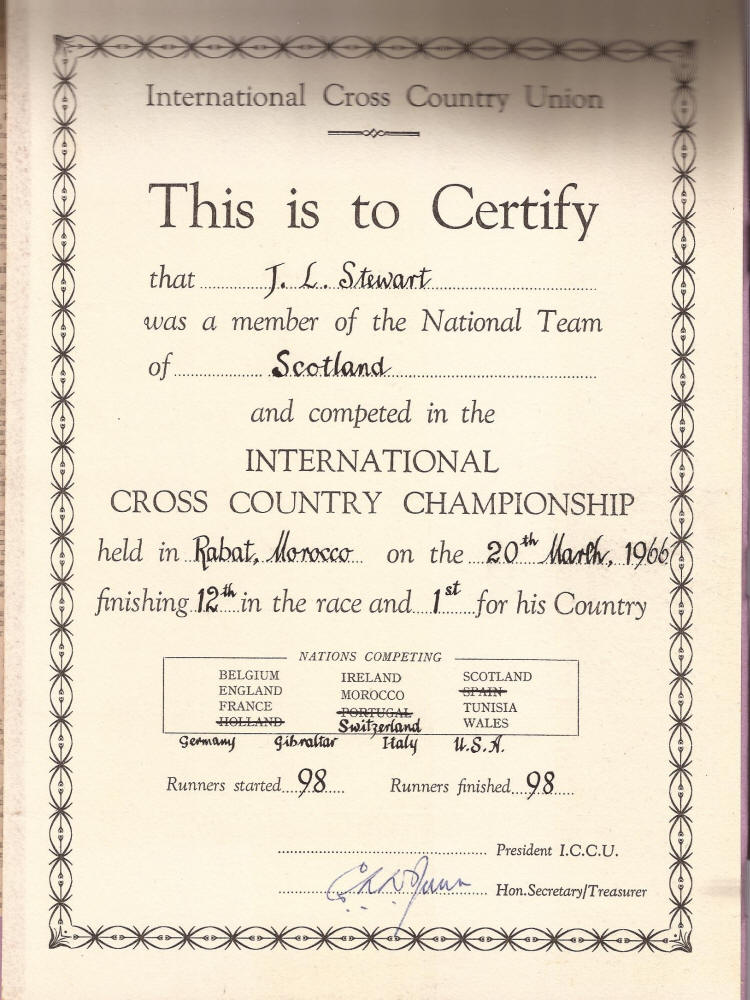 International Cross Country Union
This is to Certify
that J. L. Stewart
was a member of the National Team
of Scotland
and competed in the
INTERNATIONAL
CROSS COUNTRY CHAMPIONSHIP
held in Rabat, Morocco on the 20th March, 1966
finishing 12th in the race and 1st for his Country
NATIONS COMPETING
BELGIUM IRELAND SCOTLAND
ENGLAND MOROCCO SPAIN
FRANCE PORTUGAL TUNISIA
HOLLAND Switzerland WALES
Germany Gibraltar Italy U.S.A.
Runners started 98 Runners finished 98
President I.C.C.U.
Hon.Secretary/Treasurer